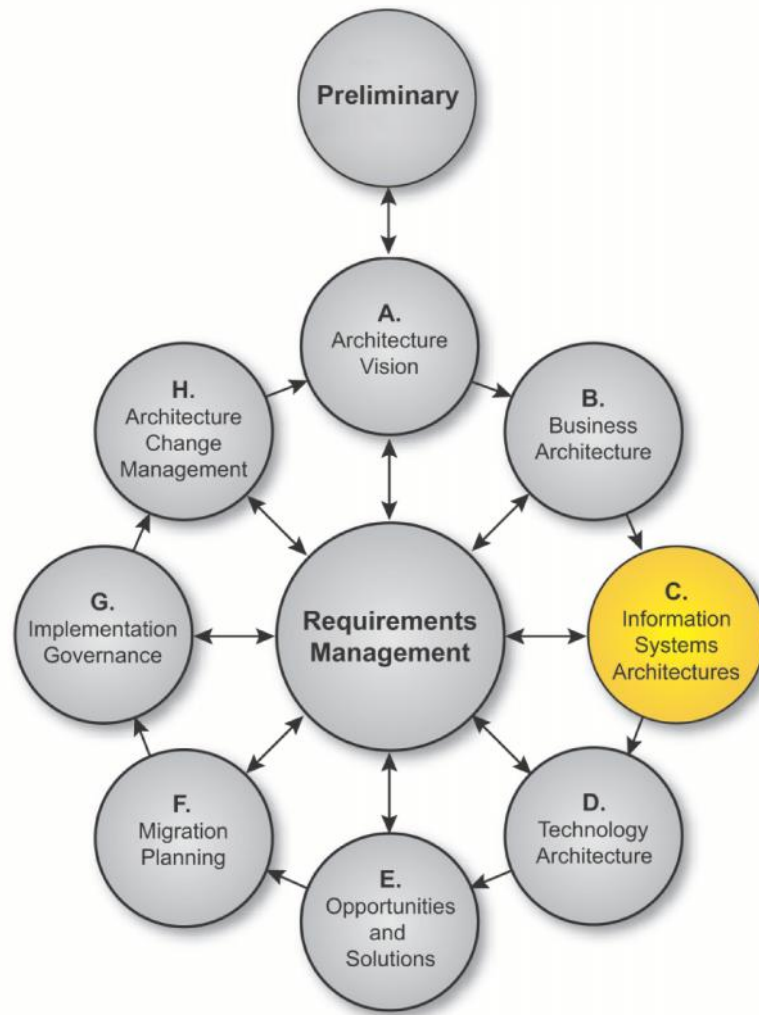 Preliminary
A.
Architecture
Vision
B.
Business
Architecture
C.
Information
Systems
Architectures
D.
Technology
Architecture
E.
Opportunities
and
Solutions
F.
Migration
Planning
G.
Implementation
Governance
H.
Architecture
Change
Management
Requirements
Management